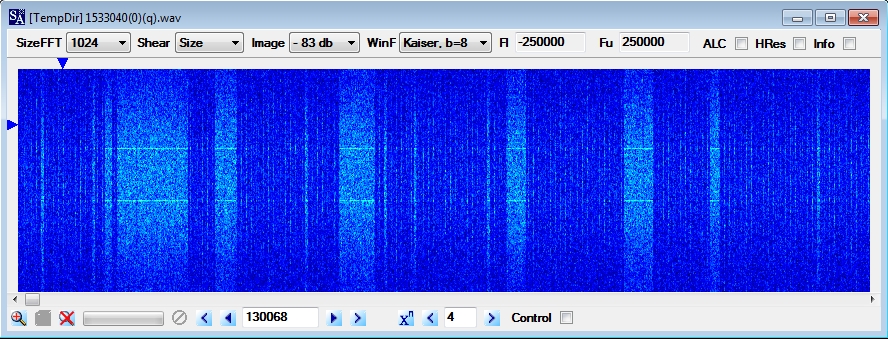 SA [TempDir] 1533040(0)(q).wav
SizeFFT 1024 Shear Size Image - 83 db WinF Kaiser, b=8 Fl -250000 Fu 250000 ALC HRes Info
130068 xⁿ 4 Control